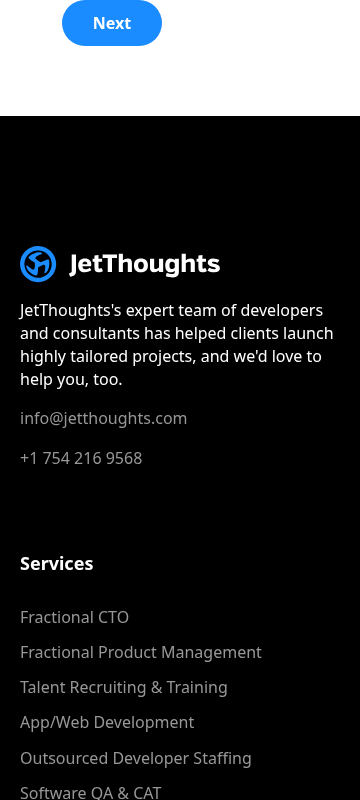 Next
JetThoughts
JetThoughts's expert team of developers
and consultants has helped clients launch
highly tailored projects, and we'd love to
help you, too.
info@jetthoughts.com
+1 754 216 9568
Services
Fractional CTO
Fractional Product Management
Talent Recruiting & Training
App/Web Development
Outsourced Developer Staffing
Software QA & CAT